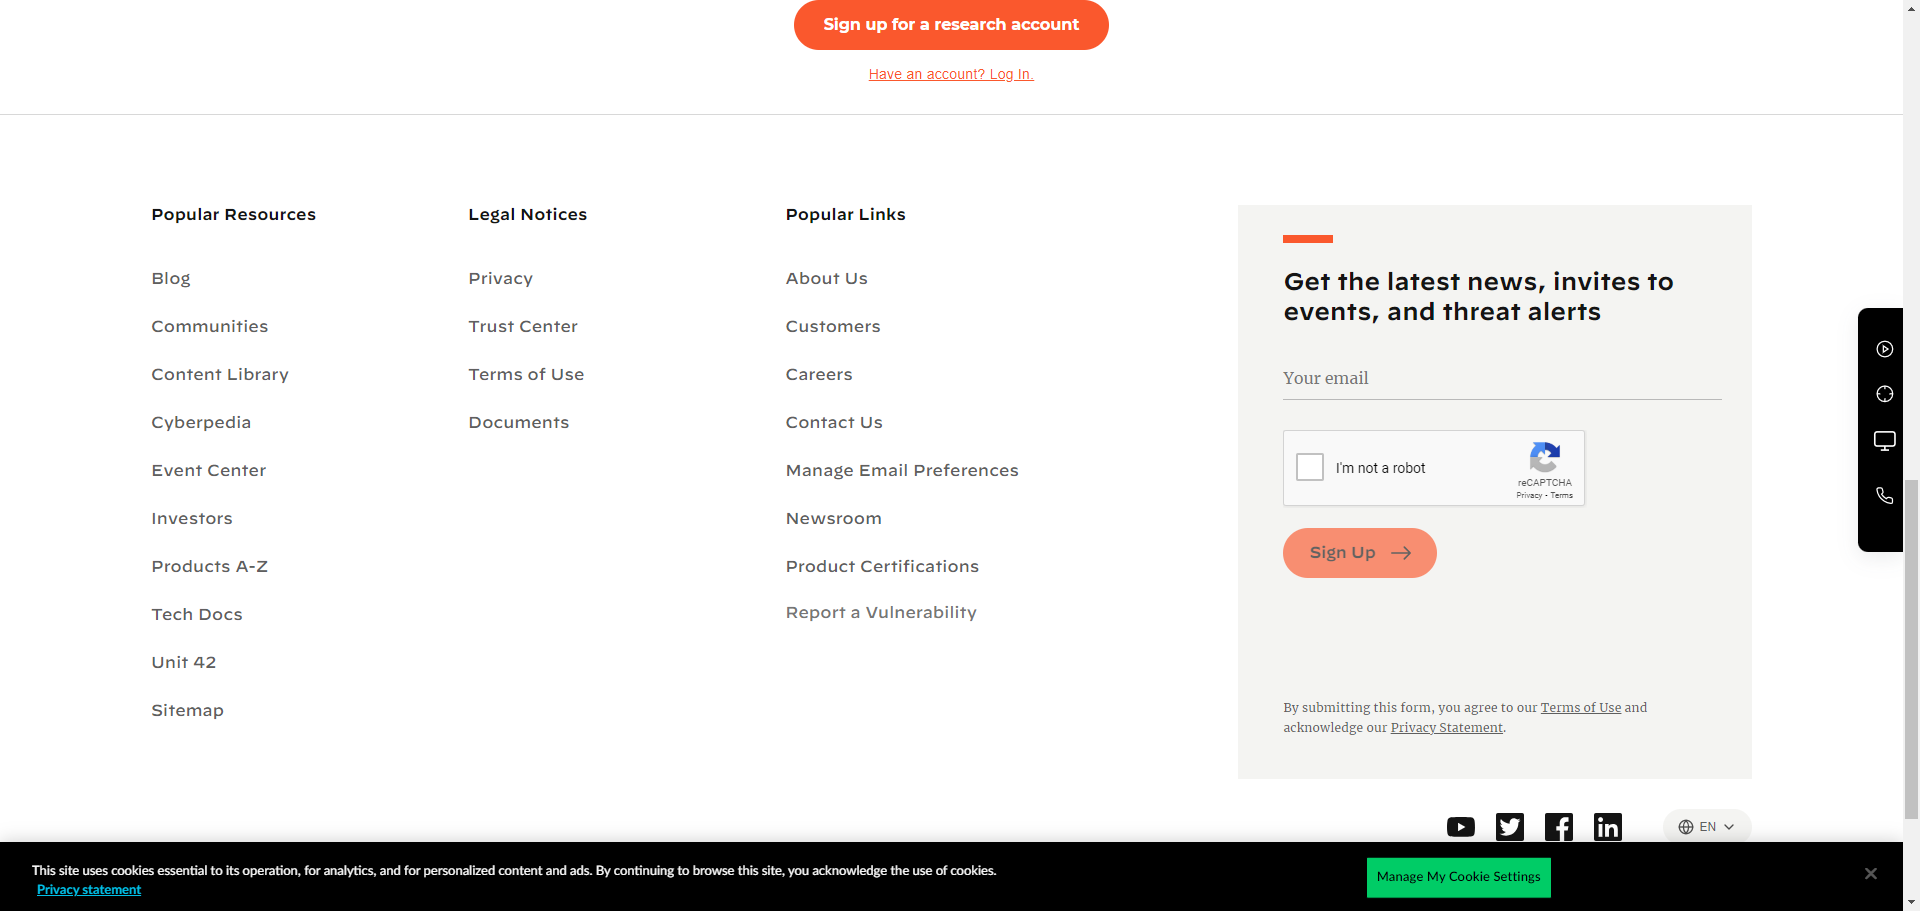 Sign up for a research account
Have an account? Log In.
Popular Resources
Blog
Communities
Content Library
Cyberpedia
Event Center
Investors
Products A-Z
Tech Docs
Unit 42
Sitemap
Legal Notices
Privacy
Trust Center
Terms of Use
Documents
Popular Links
About Us
Customers
Careers
Contact Us
Manage Email Preferences
Newsroom
Product Certifications
Report a Vulnerability
Get the latest news, invites to
events, and threat alerts
Your email
I'm not a robot
reCAPTCHA
Privacy - Terms
Sign Up
By submitting this form, you agree to our Terms of Use and
acknowledge our Privacy Statement.
EN
This site uses cookies essential to its operation, for analytics, and for personalized content and ads. By continuing to browse this site, you acknowledge the use of cookies.
Privacy statement
Manage My Cookie Settings